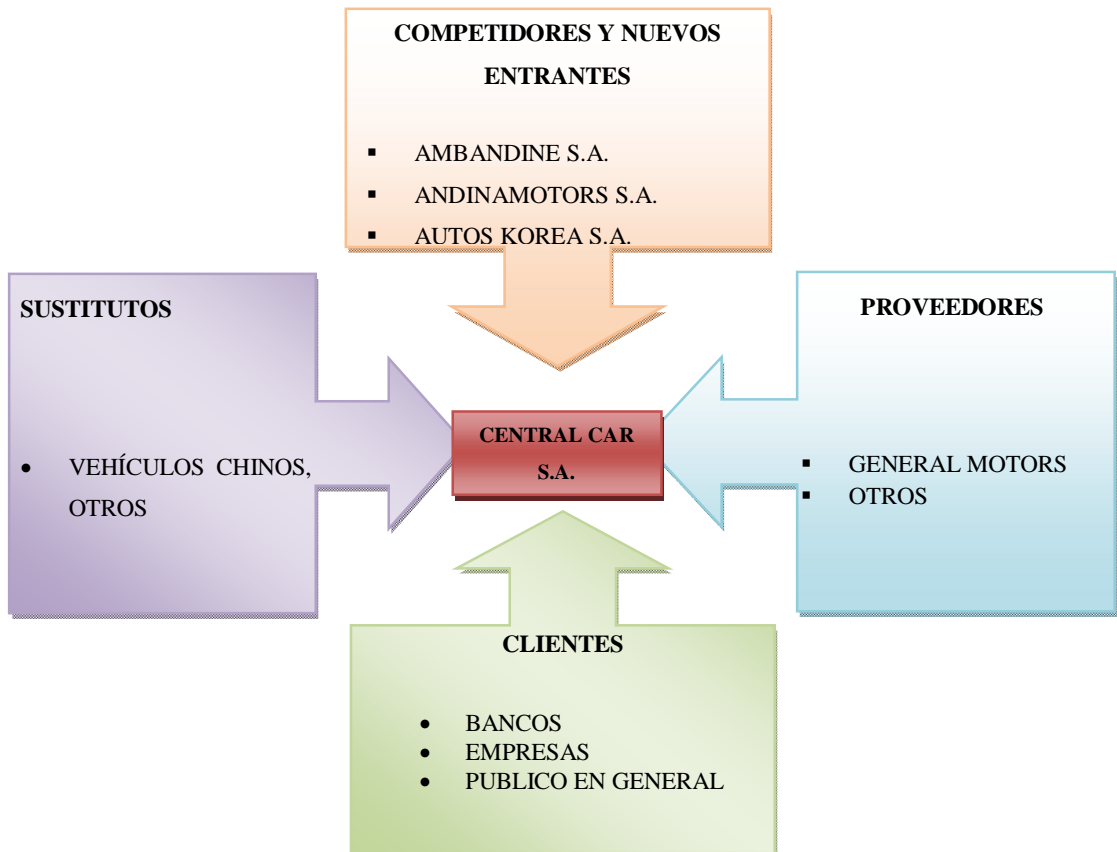 COMPETIDORES Y NUEVOS
ENTRANTES
▪ AMBANDINE S.A.
▪ ANDINAMOTORS S.A.
▪ AUTOS KOREA S.A.
SUSTITUTOS
• VEHÍCULOS CHINOS,
OTROS
PROVEEDORES
▪ GENERAL MOTORS
▪ OTROS
CENTRAL CAR
S.A.
CLIENTES
• BANCOS
• EMPRESAS
• PUBLICO EN GENERAL